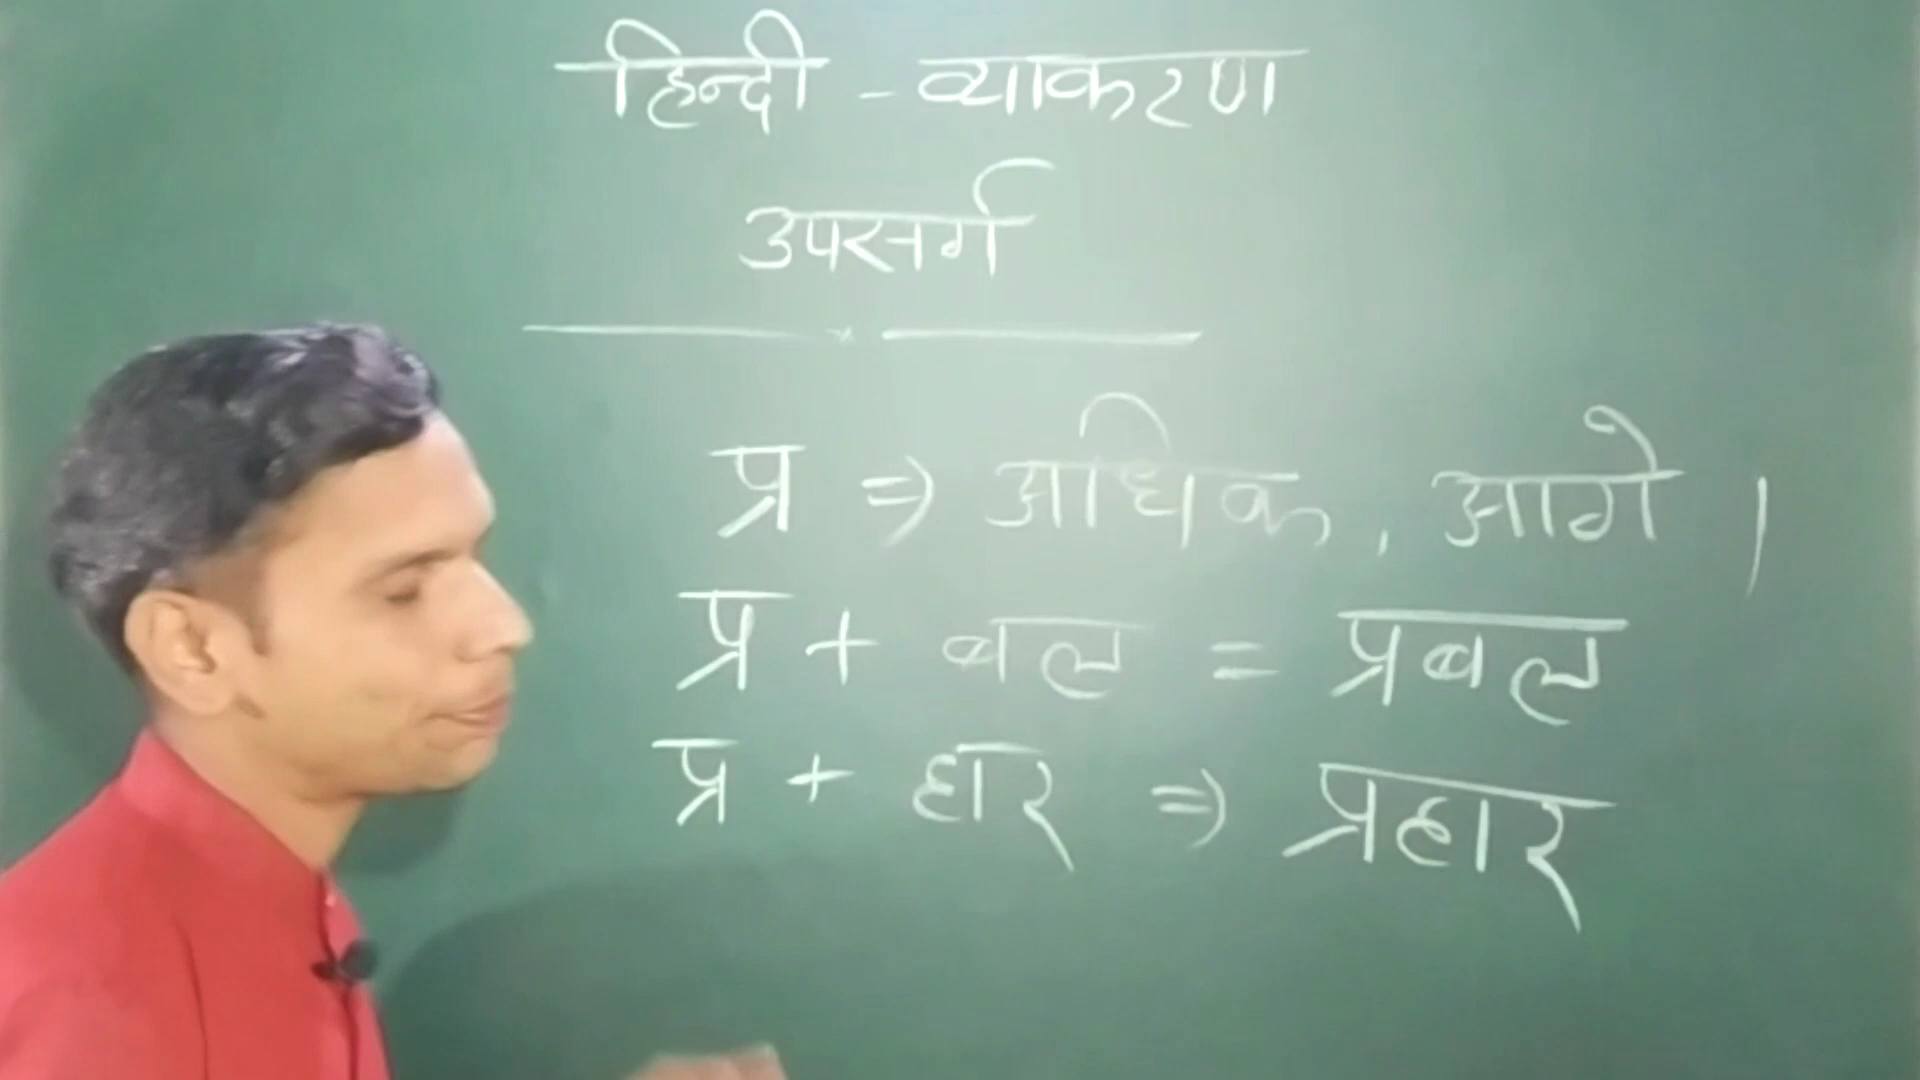 हिन्दी - व्याकरण
उपसर्ग
प्र ⇒ अधिक, आगे ।
प्र + बल = प्रबल
प्र + हार ⇒ प्रहार